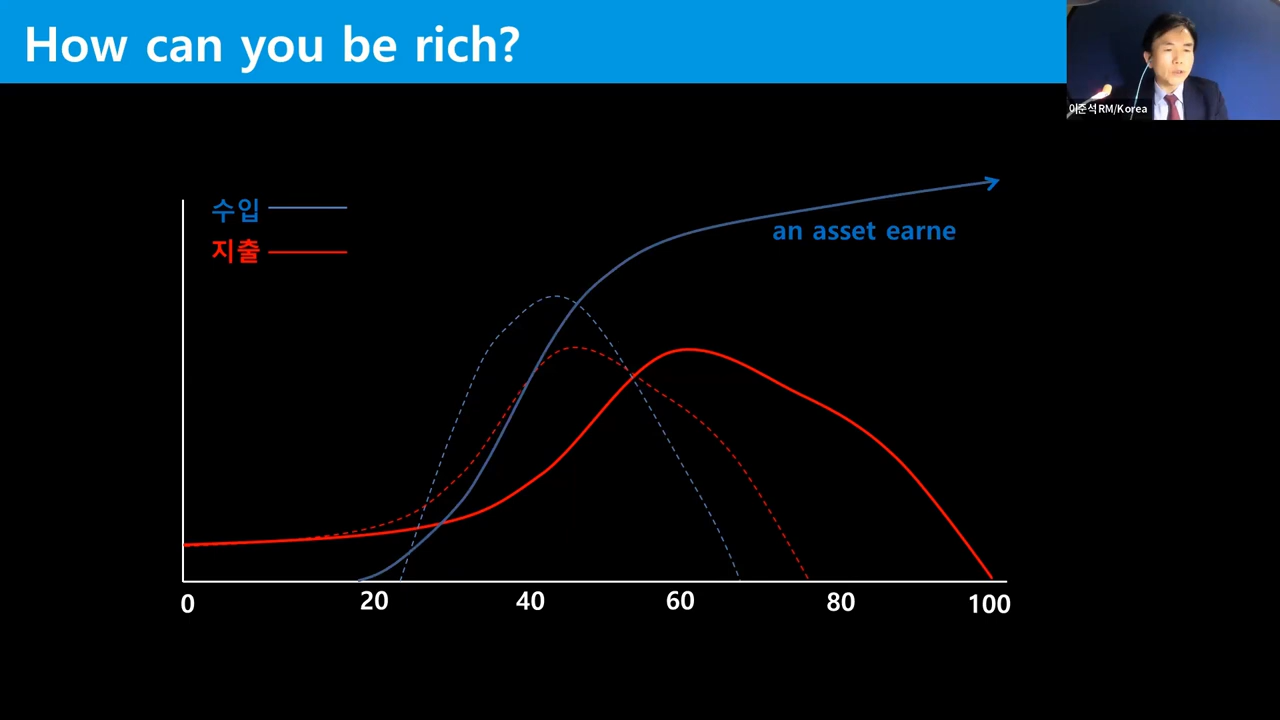 How can you be rich?
이준석RM/Korea
수입
지출
an asset earne
0 20 40 60 80 100